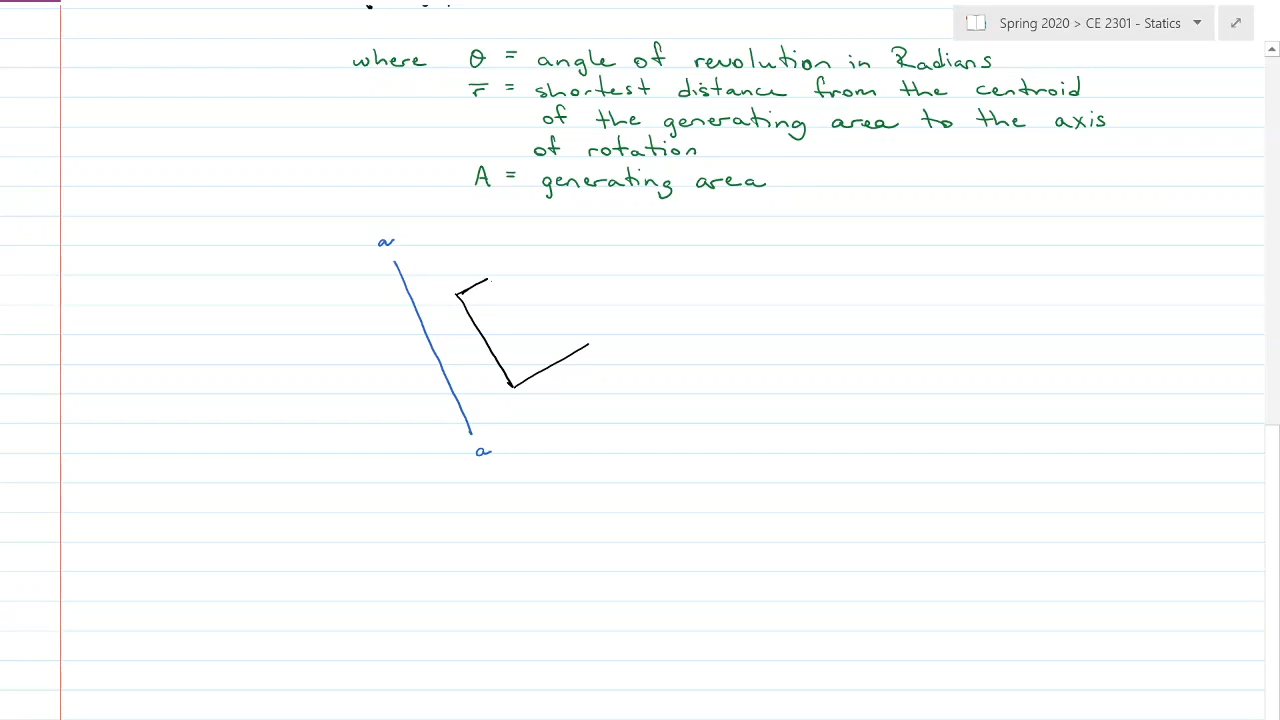 Spring 2020 > CE 2301 - Statics
where θ = angle of revolution in Radians
r̅ = shortest distance from the centroid
of the generating area to the axis
of rotation
A = generating area
a
a